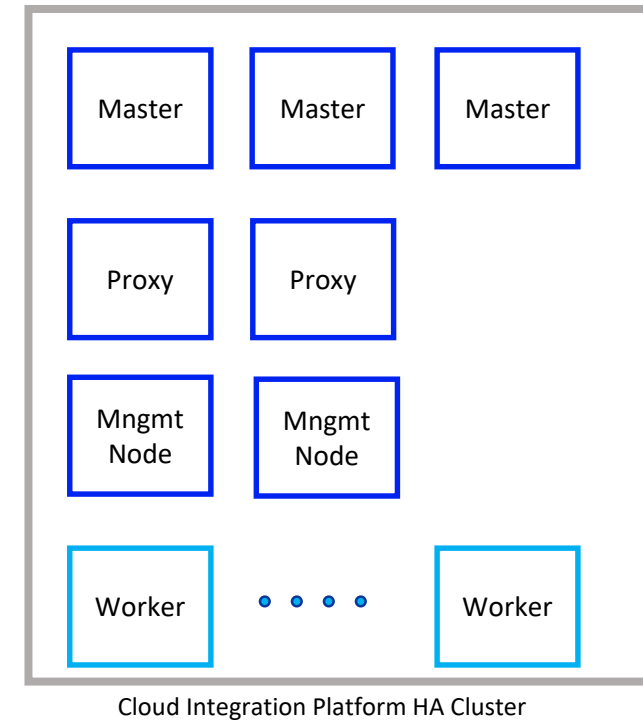 Master
Master
Master
Proxy
Proxy
Mngmt
Node
Mngmt
Node
Worker
Worker
Cloud Integration Platform HA Cluster